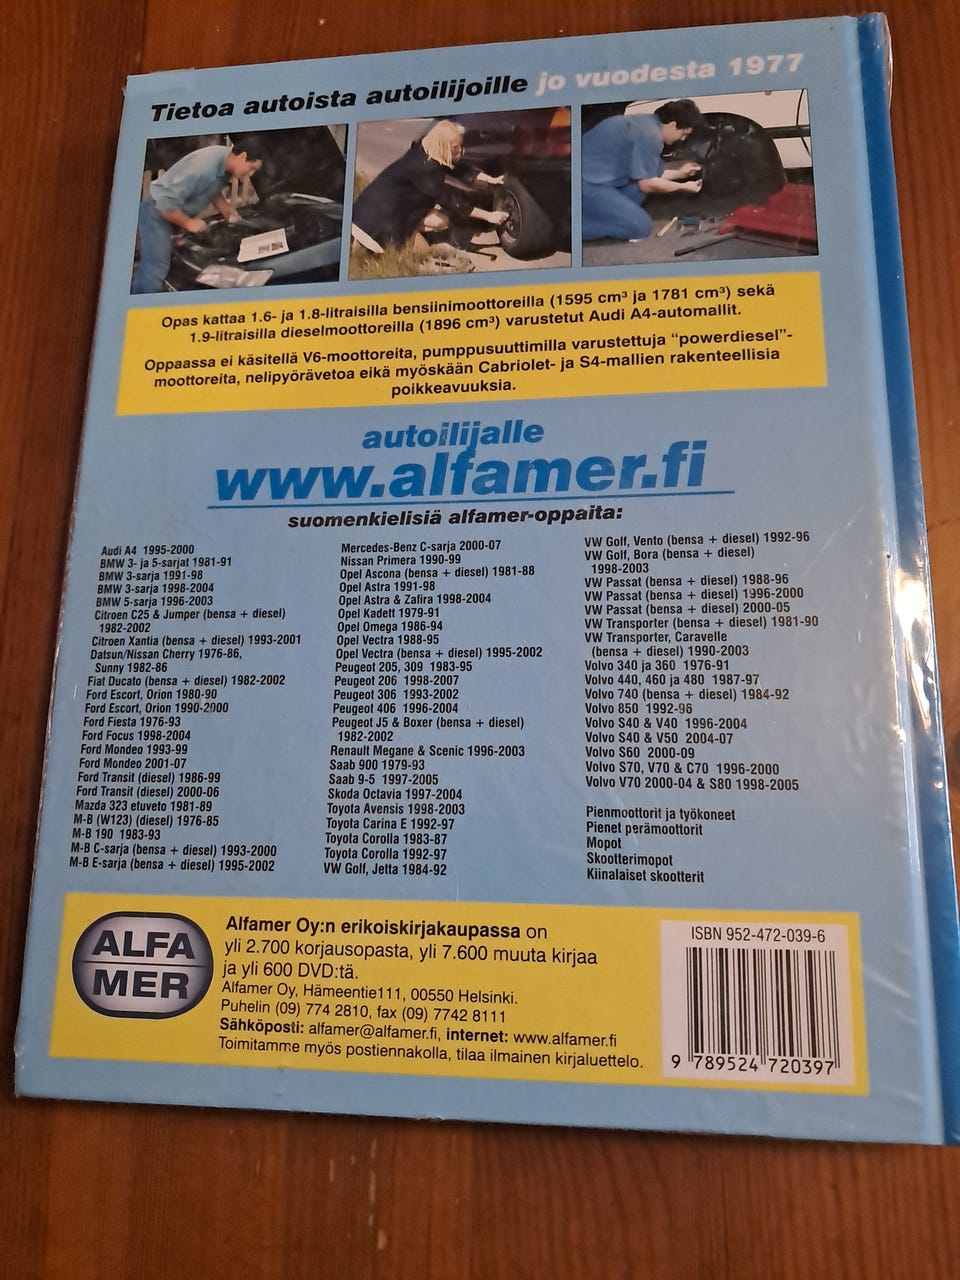 Tietoa autoista autoilijoille jo vuodesta 1977
Opas kattaa 1.6- ja 1.8-litraisilla bensiinimoottoreilla (1595 cm³ ja 1781 cm³) sekä
1.9-litraisilla dieselmoottoreilla (1896 cm³) varustetut Audi A4-automallit.
Oppaassa ei käsitellä V6-moottoreita, pumppusuuttimilla varustettuja "powerdiesel"-
moottoreita, nelipyörävetoa eikä myöskään Cabriolet- ja S4-mallien rakenteellisia
poikkeavuuksia.
autoilijalle
www.alfamer.fi
suomenkielisiä alfamer-oppaita:
Audi A4 1995-2000
BMW 3- ja 5-sarjat 1981-91
BMW 3-sarja 1991-98
BMW 3-sarja 1998-2004
BMW 5-sarja 1996-2003
Citroen C25 & Jumper (bensa + diesel)
1982-2002
Citroen Xantia (bensa + diesel) 1993-2001
Datsun/Nissan Cherry 1976-86,
Sunny 1982-86
Fiat Ducato (bensa + diesel) 1982-2002
Ford Escort, Orion 1980-90
Ford Escort, Orion 1990-2000
Ford Fiesta 1976-93
Ford Focus 1998-2004
Ford Mondeo 1993-99
Ford Mondeo 2001-07
Ford Transit (diesel) 1986-99
Ford Transit (diesel) 2000-06
Mazda 323 etuveto 1981-89
M-B (W123) (diesel) 1976-85
M-B 190 1983-93
M-B C-sarja (bensa + diesel) 1993-2000
M-B E-sarja (bensa + diesel) 1995-2002
Mercedes-Benz C-sarja 2000-07
Nissan Primera 1990-99
Opel Ascona (bensa + diesel) 1981-88
Opel Astra 1991-98
Opel Astra & Zafira 1998-2004
Opel Kadett 1979-91
Opel Omega 1986-94
Opel Vectra 1988-95
Opel Vectra (bensa + diesel) 1995-2002
Peugeot 205, 309 1983-95
Peugeot 206 1998-2007
Peugeot 306 1993-2002
Peugeot 406 1996-2004
Peugeot J5 & Boxer (bensa + diesel)
1982-2002
Renault Megane & Scenic 1996-2003
Saab 900 1979-93
Saab 9-5 1997-2005
Skoda Octavia 1997-2004
Toyota Avensis 1998-2003
Toyota Carina E 1992-97
Toyota Corolla 1983-87
Toyota Corolla 1992-97
VW Golf, Jetta 1984-92
VW Golf, Vento (bensa + diesel) 1992-96
VW Golf, Bora (bensa + diesel)
1998-2003
VW Passat (bensa + diesel) 1988-96
VW Passat (bensa + diesel) 1996-2000
VW Passat (bensa + diesel) 2000-05
VW Transporter (bensa + diesel) 1981-90
VW Transporter, Caravelle
(bensa + diesel) 1990-2003
Volvo 340 ja 360 1976-91
Volvo 440, 460 ja 480 1987-97
Volvo 740 (bensa + diesel) 1984-92
Volvo 850 1992-96
Volvo S40 & V40 1996-2004
Volvo S40 & V50 2004-07
Volvo S60 2000-09
Volvo S70, V70 & C70 1996-2000
Volvo V70 2000-04 & S80 1998-2005
Pienmoottorit ja työkoneet
Pienet perämoottorit
Mopot
Skootterimopot
Kiinalaiset skootterit
ALFA
MER
Alfamer Oy:n erikoiskirjakaupassa on
yli 2.700 korjausopasta, yli 7.600 muuta kirjaa
ja yli 600 DVD:tä.
Alfamer Oy, Hämeentie111, 00550 Helsinki.
Puhelin (09) 774 2810, fax (09) 7742 8111
Sähköposti: alfamer@alfamer.fi, internet: www.alfamer.fi
Toimitamme myös postiennakolla, tilaa ilmainen kirjaluettelo.
ISBN 952-472-039-6
9 789524 720397